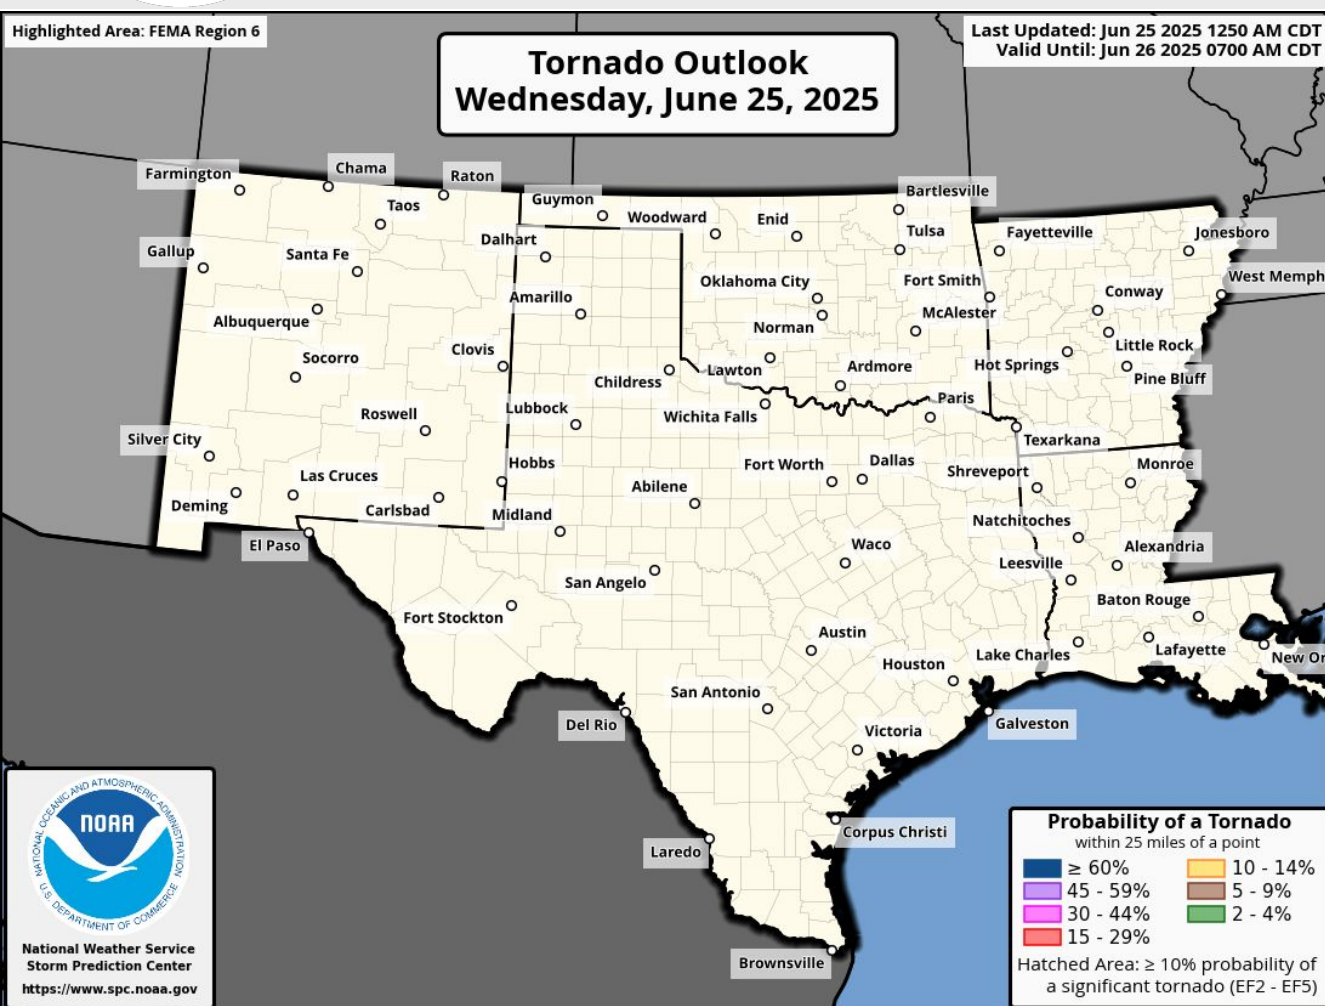 Highlighted Area: FEMA Region 6
Last Updated: Jun 25 2025 1250 AM CDT
Valid Until: Jun 26 2025 0700 AM CDT
Tornado Outlook
Wednesday, June 25, 2025
Farmington
Chama
Raton
Taos
Guymon
Woodward
Enid
Bartlesville
Tulsa
Fayetteville
Jonesboro
Gallup
Santa Fe
Dalhart
Oklahoma City
Fort Smith
West Memph
Amarillo
Conway
Albuquerque
Norman
McAlester
Little Rock
Socorro
Clovis
Childress
Lawton
Ardmore
Hot Springs
Pine Bluff
Roswell
Lubbock
Wichita Falls
Paris
Silver City
Texarkana
Las Cruces
Hobbs
Fort Worth
Dallas
Shreveport
Monroe
Deming
Carlsbad
Abilene
Midland
Natchitoches
El Paso
Waco
Alexandria
San Angelo
Leesville
Fort Stockton
Baton Rouge
Austin
Houston
Lake Charles
Lafayette
New Or
San Antonio
Del Rio
Galveston
Victoria
Corpus Christi
Laredo
Brownsville
NATIONAL OCEANIC AND ATMOSPHERIC ADMINISTRATION
NOAA
U.S. DEPARTMENT OF COMMERCE
National Weather Service
Storm Prediction Center
https://www.spc.noaa.gov
Probability of a Tornado
within 25 miles of a point
≥ 60%
10 - 14%
45 - 59%
5 - 9%
30 - 44%
2 - 4%
15 - 29%
Hatched Area: ≥ 10% probability of
a significant tornado (EF2 - EF5)